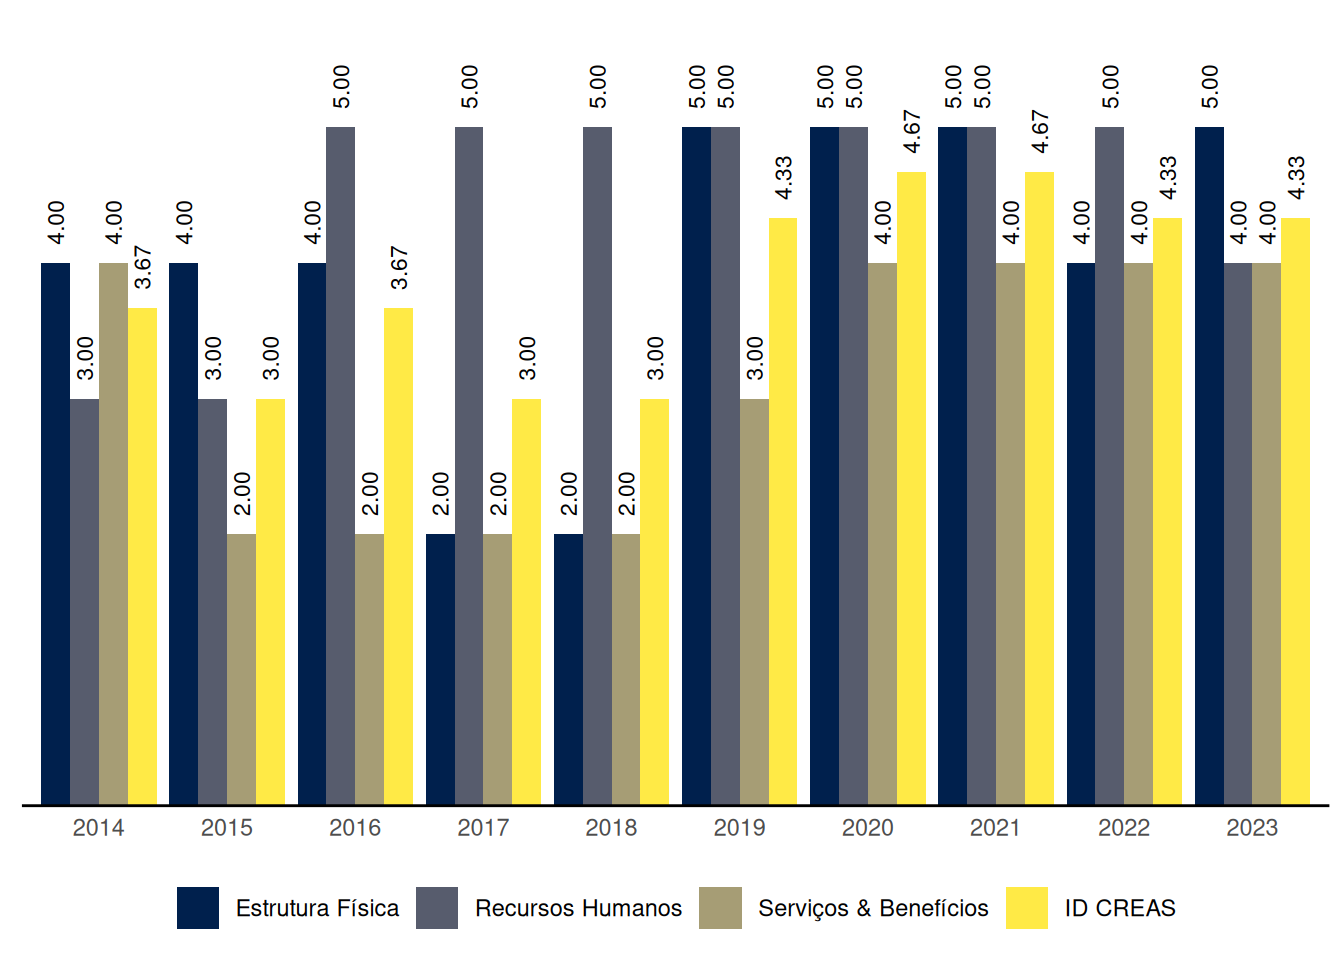 5.00 5.00 5.00 5.00 5.00 5.00 5.00 5.00 5.00 5.00 5.00
4.67 4.67
4.33 4.33 4.33
4.00 4.00 4.00 4.00 4.00 4.00 4.00 4.00 4.00 4.00
3.67 3.67
3.00 3.00 3.00 3.00 3.00 3.00
2.00 2.00 2.00 2.00 2.00 2.00
2014 2015 2016 2017 2018 2019 2020 2021 2022 2023
Estrutura Física Recursos Humanos Serviços & Benefícios ID CREAS